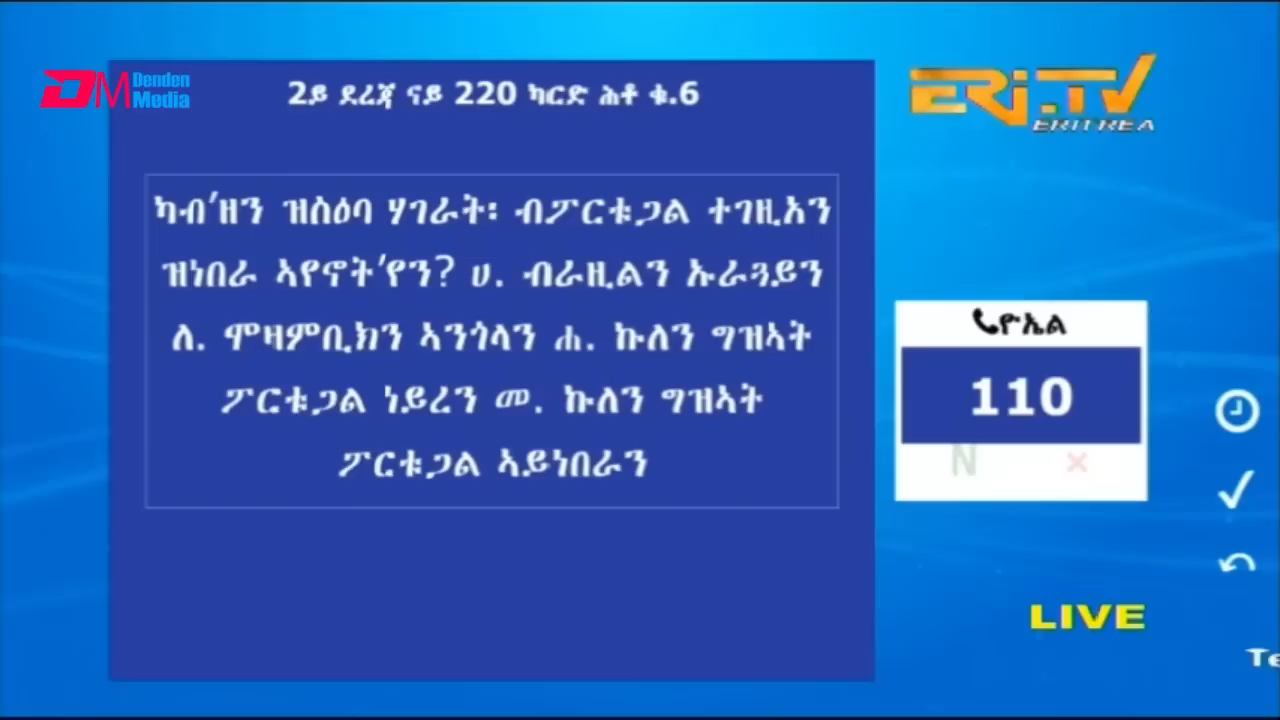 DM Denden Media
2ይ ደረጃ ናይ 220 ካርድ ሕቶ ቁ.6
ERi.TV
ERITREA
ካብ'ዘን ዝስዕባ ሃገራት፡ ብፖርቱጋል ተገዚአን
ዝነበራ ኣየኖት'የን? ሀ. ብራዚልን ኡራጓይን
ለ. ሞዛምቢክን ኣንጎላን ሐ. ኩለን ግዝኣት
ፖርቱጋል ነይረን መ. ኩለን ግዝኣት
ፖርቱጋል ኣይነበራን
ዮኤል
110
N ×
LIVE
Te